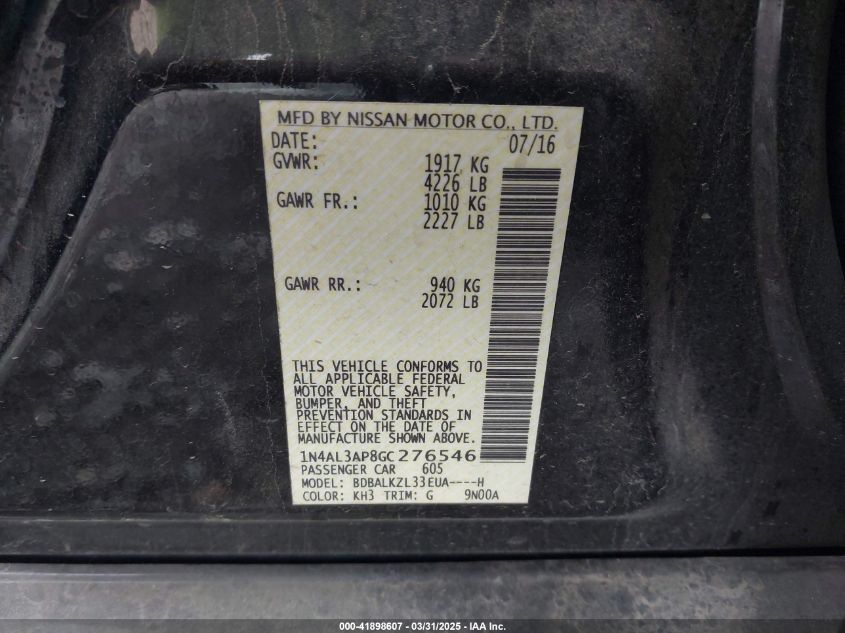 MFD BY NISSAN MOTOR CO., LTD.
DATE: 07/16
GVWR: 1917 KG
4226 LB
GAWR FR.: 1010 KG
2227 LB
GAWR RR.: 940 KG
2072 LB
THIS VEHICLE CONFORMS TO
ALL APPLICABLE FEDERAL
MOTOR VEHICLE SAFETY,
BUMPER, AND THEFT
PREVENTION STANDARDS IN
EFFECT ON THE DATE OF
MANUFACTURE SHOWN ABOVE.
1N4AL3AP8GC276546
PASSENGER CAR 605
MODEL: BDBALKZL33EUA----H
COLOR: KH3 TRIM: G 9N00A
000-41898607 — 03/31/2025 — IAA Inc.